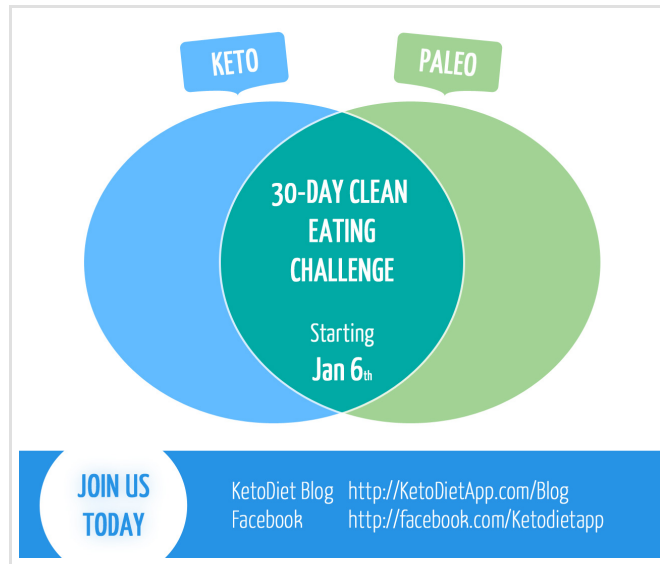 KETO
PALEO
30-DAY CLEAN
EATING
CHALLENGE
Starting
Jan 6th
JOIN US
TODAY
KetoDiet Blog http://KetoDietApp.com/Blog
Facebook http://facebook.com/Ketodietapp